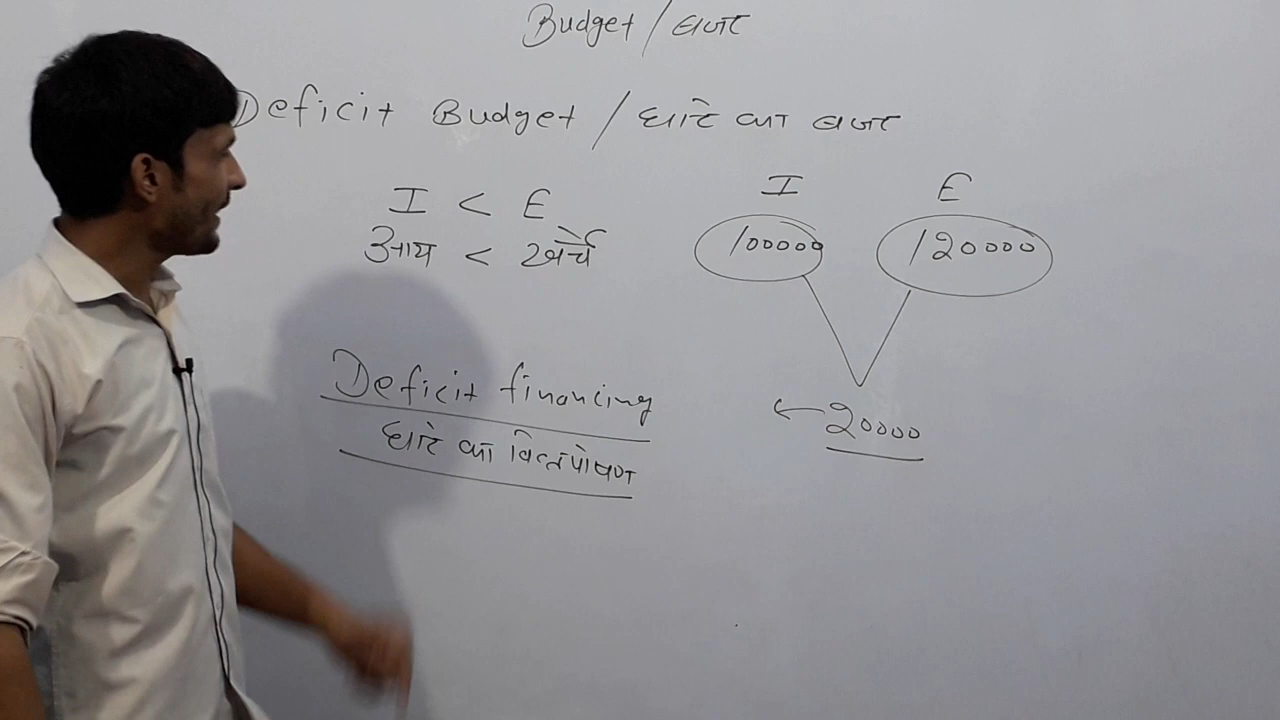 Budget / बजट
Deficit Budget / घाटे का बजट
I < E
आय < खर्चे
I E
100000 120000
20000
Deficit financing
घाटे का वित्तपोषण